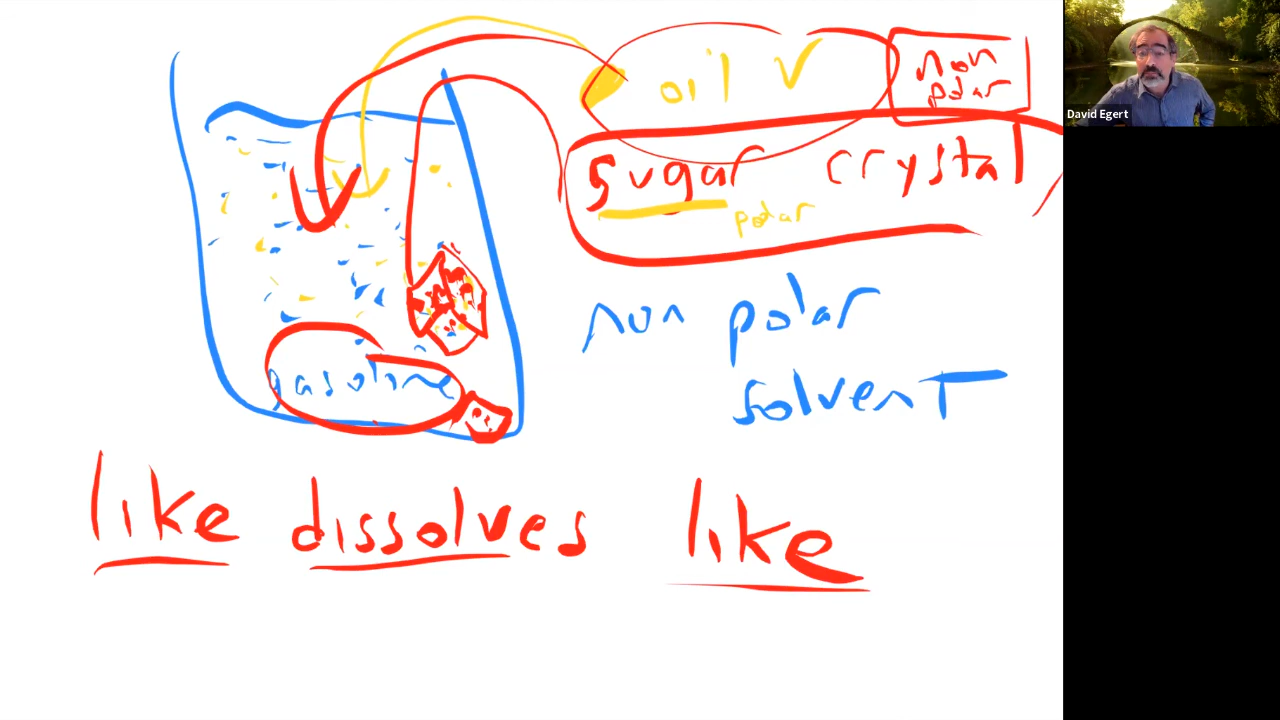 oil
non
polar
David Egert
sugar crystal
polar
non polar
solvent
gasoline
like dissolves like